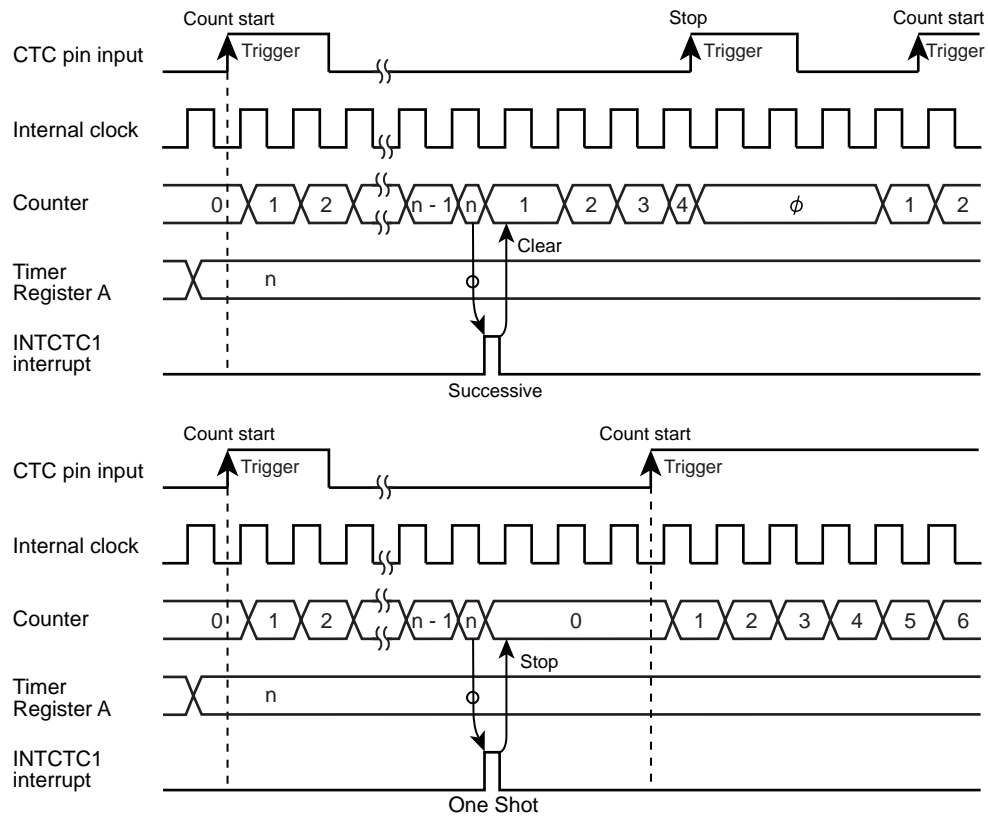 Count start Stop Count start
CTC pin input Trigger Trigger Trigger
Internal clock
Counter 0 1 2 n - 1 n 1 2 3 4 ϕ 1 2
Clear
Timer
Register A n
INTCTC1
interrupt
Successive
Count start Count start
CTC pin input Trigger Trigger
Internal clock
Counter 0 1 2 n - 1 n 0 1 2 3 4 5 6
Stop
Timer
Register A n
INTCTC1
interrupt
One Shot